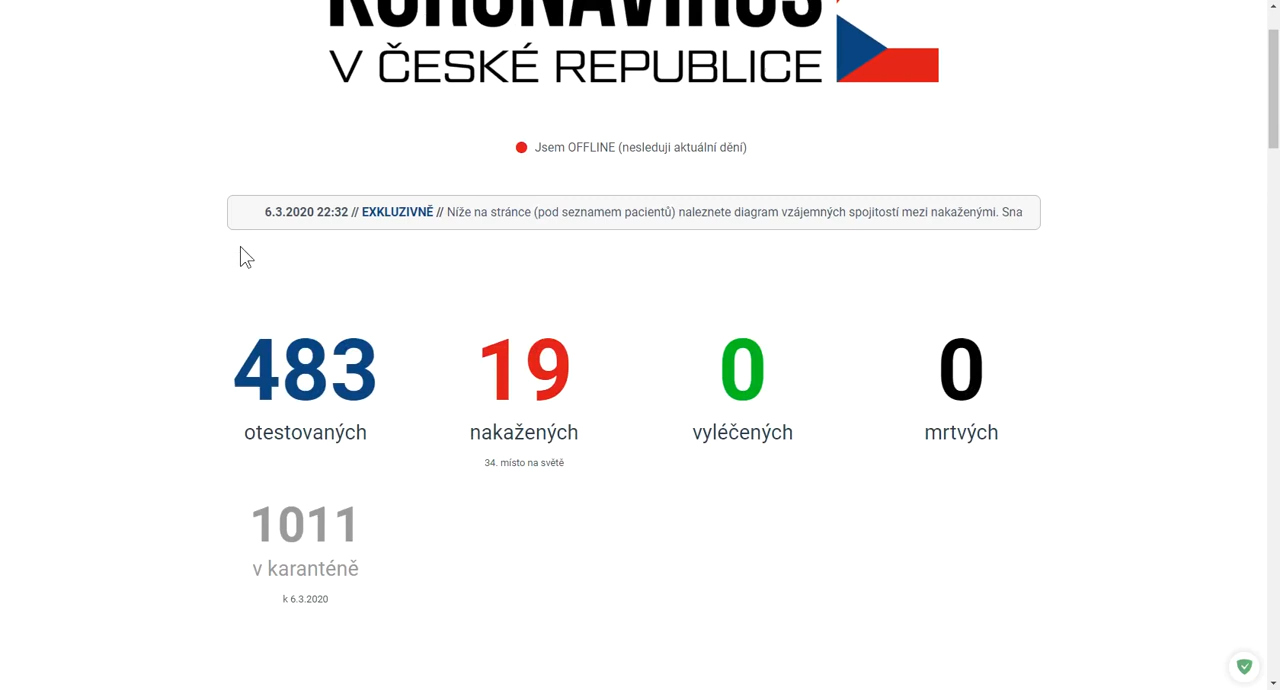 KORONAVIRUS
V ČESKÉ REPUBLICE
Jsem OFFLINE (nesleduji aktuální dění)
6.3.2020 22:32 // EXKLUZIVNĚ // Níže na stránce (pod seznamem pacientů) naleznete diagram vzájemných spojitostí mezi nakaženými. Sna
483 19 0 0
otestovaných nakažených vyléčených mrtvých
34. místo na světě
1011
v karanténě
k 6.3.2020